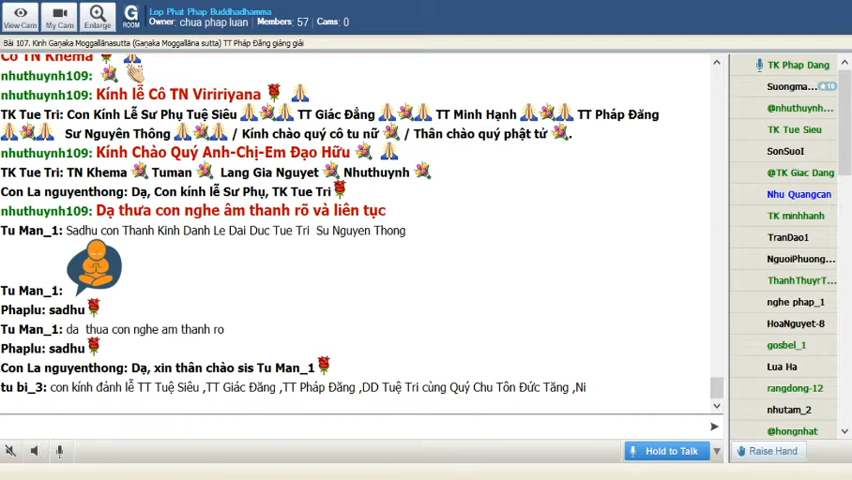 View Cam
My Cam
Enlarge
G
ROOM
Lop Phat Phap Buddhadhamma
Owner: chua phap luan / Members: 57 Cams: 0
Bài 107. Kinh Gaṇaka Moggallānasutta (Gaṇaka Moggallāna sutta) TT Pháp Đăng giảng giải
Cô TN Khema
nhuthuynh109:
nhuthuynh109: Kính lễ Cô TN Viririyana
TK Tue Tri: Con Kính Lễ Sư Phụ Tuệ Siêu TT Giác Đẳng TT Minh Hạnh TT Pháp Đăng
Sư Nguyên Thông / Kính chào quý cô tu nữ / Thân chào quý phật tử .
nhuthuynh109: Kính Chào Quý Anh-Chị-Em Đạo Hữu
TK Tue Tri: TN Khema Tuman Lang Gia Nguyet Nhuthuynh
Con La nguyenthong: Dạ, Con kính lễ Sư Phụ, TK Tue Tri
nhuthuynh109: Dạ thưa con nghe âm thanh rõ và liên tục
Tu Man_1: Sadhu con Thanh Kinh Danh Le Dai Duc Tue Tri Su Nguyen Thong
Tu Man_1:
Phaplu: sadhu
Tu Man_1: da thua con nghe am thanh ro
Phaplu: sadhu
Con La nguyenthong: Dạ, xin thân chào sis Tu Man_1
tu bi_3: con kính đảnh lễ TT Tuệ Siêu ,TT Giác Đăng ,TT Pháp Đăng ,DD Tuệ Tri cùng Quý Chu Tôn Đức Tăng ,Ni
Hold to Talk
TK Phap Dang
Suongma... 10
@nhuthuynh...
TK Tue Sieu
SonSuoI
@TK Giac Dang
Nhu Quangcan
TK minhhanh
TranDao1
NguoiPhuong...
ThanhThuyrT...
nghe phap_1
HoaNguyet-8
gosbel_1
Lua Ha
rangdong-12
nhutam_2
@hongnhat
Raise Hand